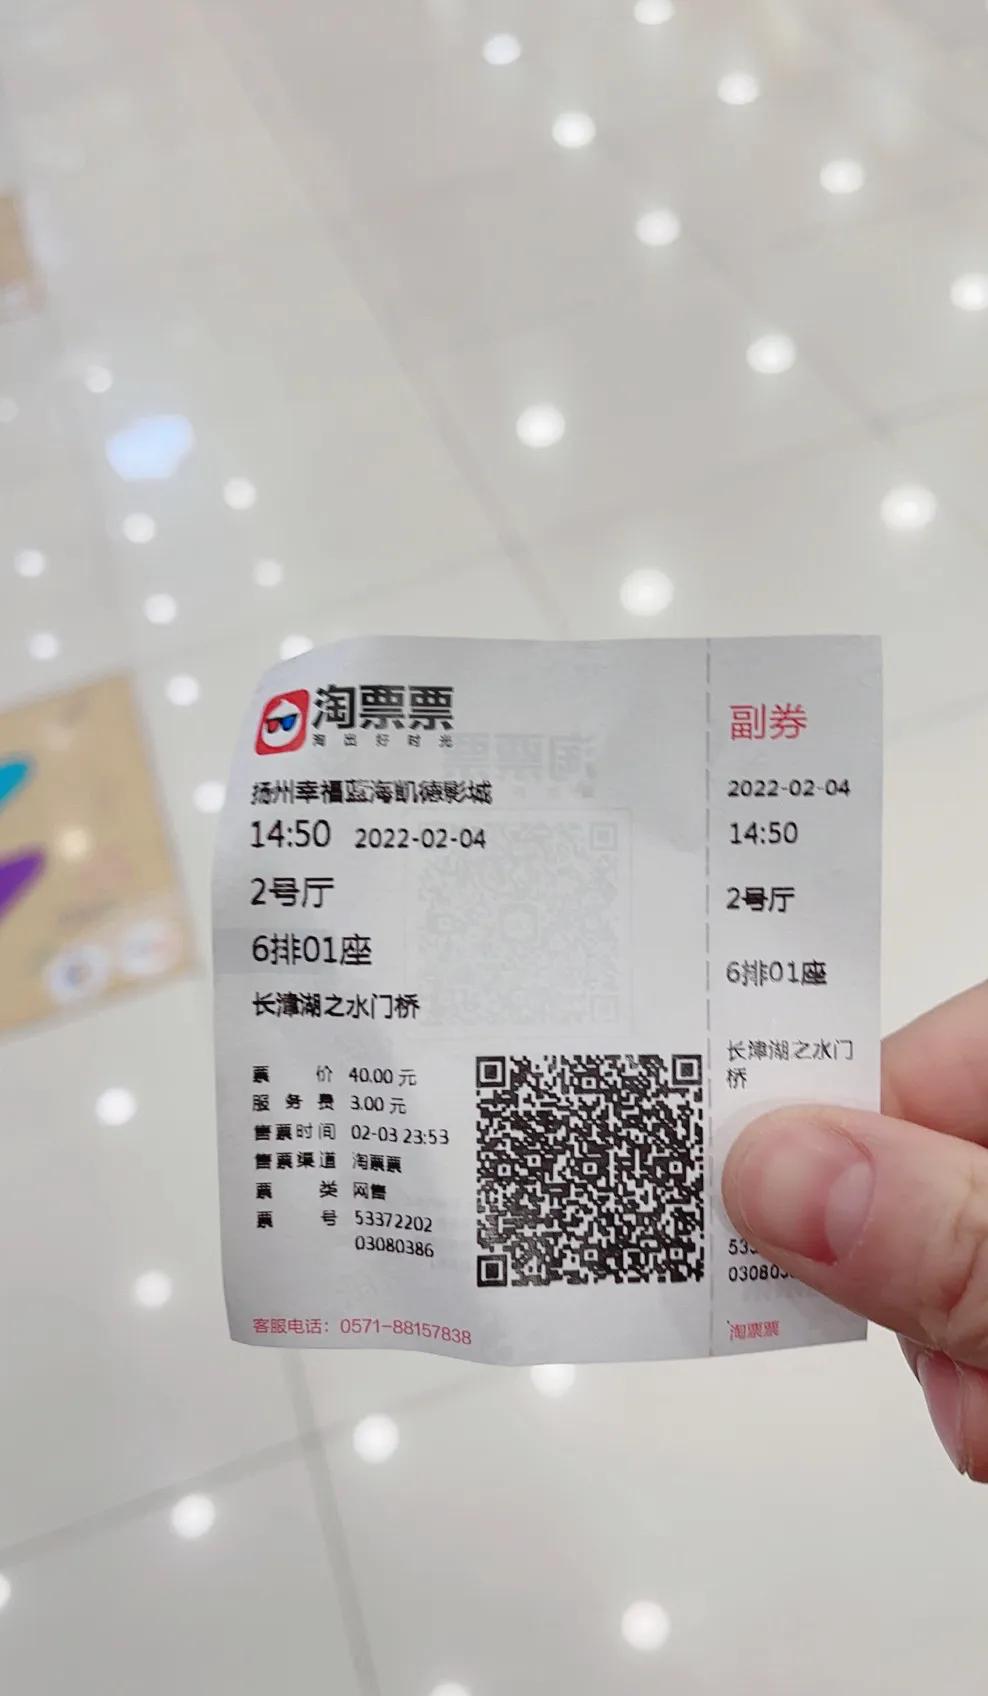 淘票票
淘出好时光
扬州幸福蓝海凯德影城
14:50 2022-02-04
2号厅
6排01座
长津湖之水门桥
票价 40.00 元
服务费 3.00 元
售票时间 02-03 23:53
售票渠道 淘票票
票类 网售
票号 53372202
03080386
客服电话：0571-88157838
副券
2022-02-04
14:50
2号厅
6排01座
长津湖之水门
桥
淘票票